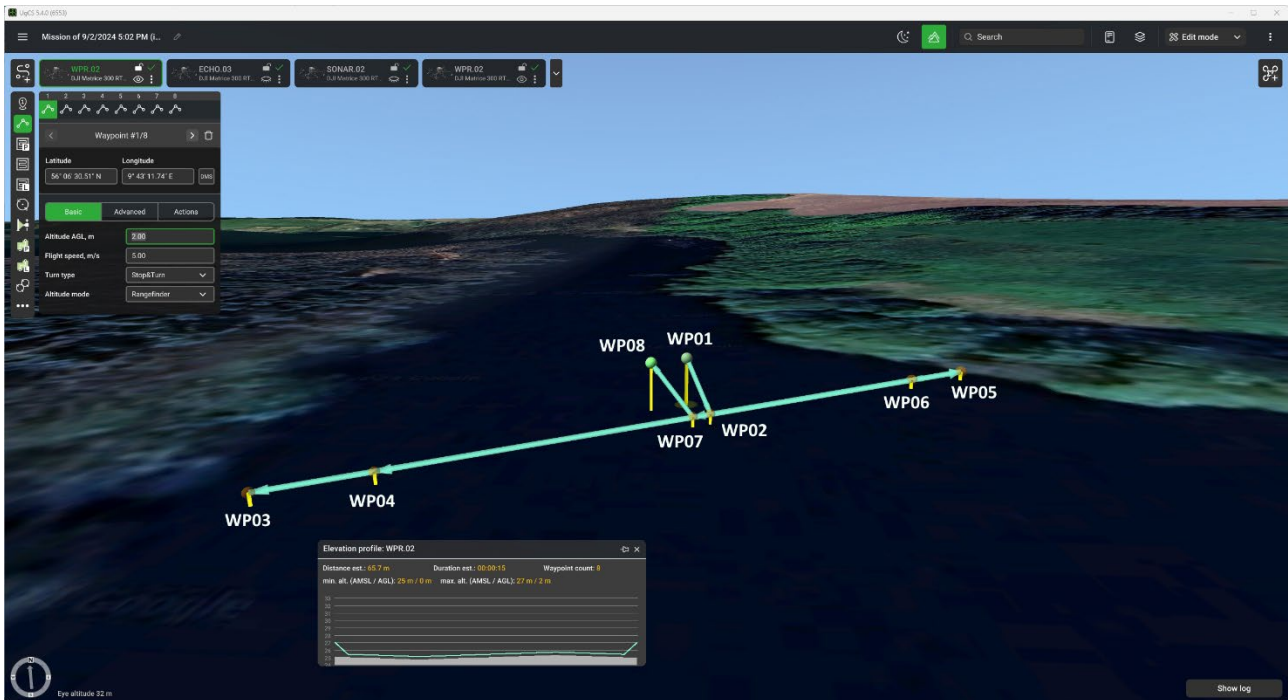 UgCS 5.4.0 (6553)
Mission of 9/2/2024 5:02 PM (i...
Search
Edit mode
WPR.02
DJI Matrice 300 RT...
ECHO.03
DJI Matrice 300 RT...
SONAR.02
DJI Matrice 300 RT...
WPR.02
DJI Matrice 300 RT...
1 2 3 4 5 6 7 8
Waypoint #1/8
Latitude Longitude
56° 06' 30.51" N 9° 43' 11.74" E DMS
Basic Advanced Actions
Altitude AGL, m 2.00
Flight speed, m/s 5.00
Turn type Stop&Turn
Altitude mode Rangefinder
WP08 WP01
WP06 WP05
WP07 WP02
WP04
WP03
Elevation profile: WPR.02
Distance est.: 65.7 m Duration est.: 00:00:15 Waypoint count: 8
min. alt. (AMSL / AGL): 25 m / 0 m max. alt. (AMSL / AGL): 27 m / 2 m
N
Eye altitude 32 m
Show log